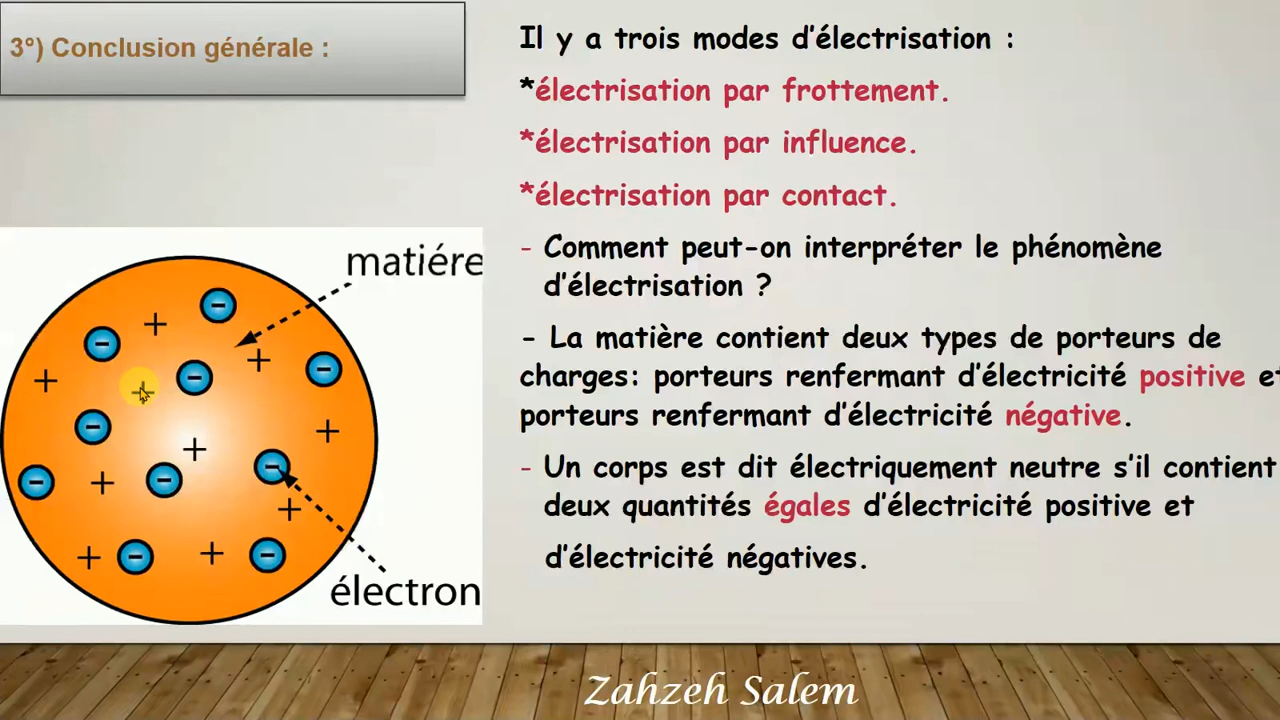 3°) Conclusion générale :
Il y a trois modes d’électrisation :
*électrisation par frottement.
*électrisation par influence.
*électrisation par contact.
- Comment peut-on interpréter le phénomène
d’électrisation ?
- La matière contient deux types de porteurs de
charges: porteurs renfermant d’électricité positive et
porteurs renfermant d’électricité négative.
- Un corps est dit électriquement neutre s’il contient
deux quantités égales d’électricité positive et
d’électricité négatives.
matiére
électron
Zahzeh Salem